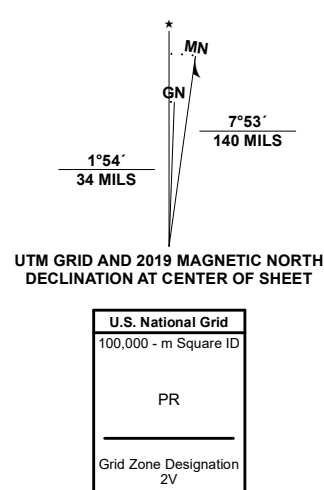 ★
MN
GN
7°53´
140 MILS
1°54´
34 MILS
UTM GRID AND 2019 MAGNETIC NORTH
DECLINATION AT CENTER OF SHEET
U.S. National Grid
100,000 - m Square ID
PR
Grid Zone Designation
2V